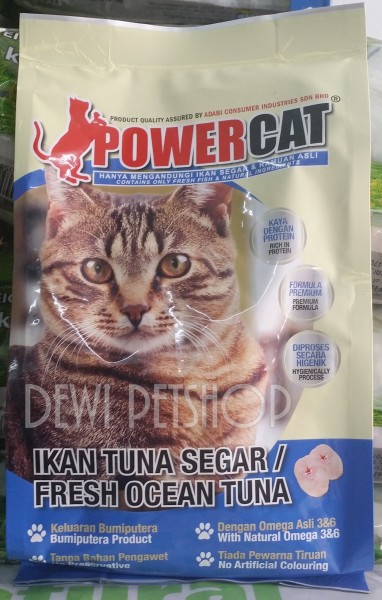 PRODUCT QUALITY ASSURED BY ADABI CONSUMER INDUSTRIES SDN BHD
POWERCAT®
HANYA MENGANDUNGI IKAN SEGAR & RAMUAN ASLI
CONTAINS ONLY FRESH FISH & NATURAL INGREDIENTS
KAYA
DENGAN
PROTEIN
RICH IN
PROTEIN
FORMULA
PREMIUM
PREMIUM
FORMULA
DIPROSES
SECARA
HIGENIK
HYGIENICALLY
PROCESS
DEWI PETSHOP
IKAN TUNA SEGAR /
FRESH OCEAN TUNA
Keluaran Bumiputera
Bumiputera Product
Dengan Omega Asli 3&6
With Natural Omega 3&6
Tanpa Bahan Pengawet
Preservative
Tiada Pewarna Tiruan
No Artificial Colouring